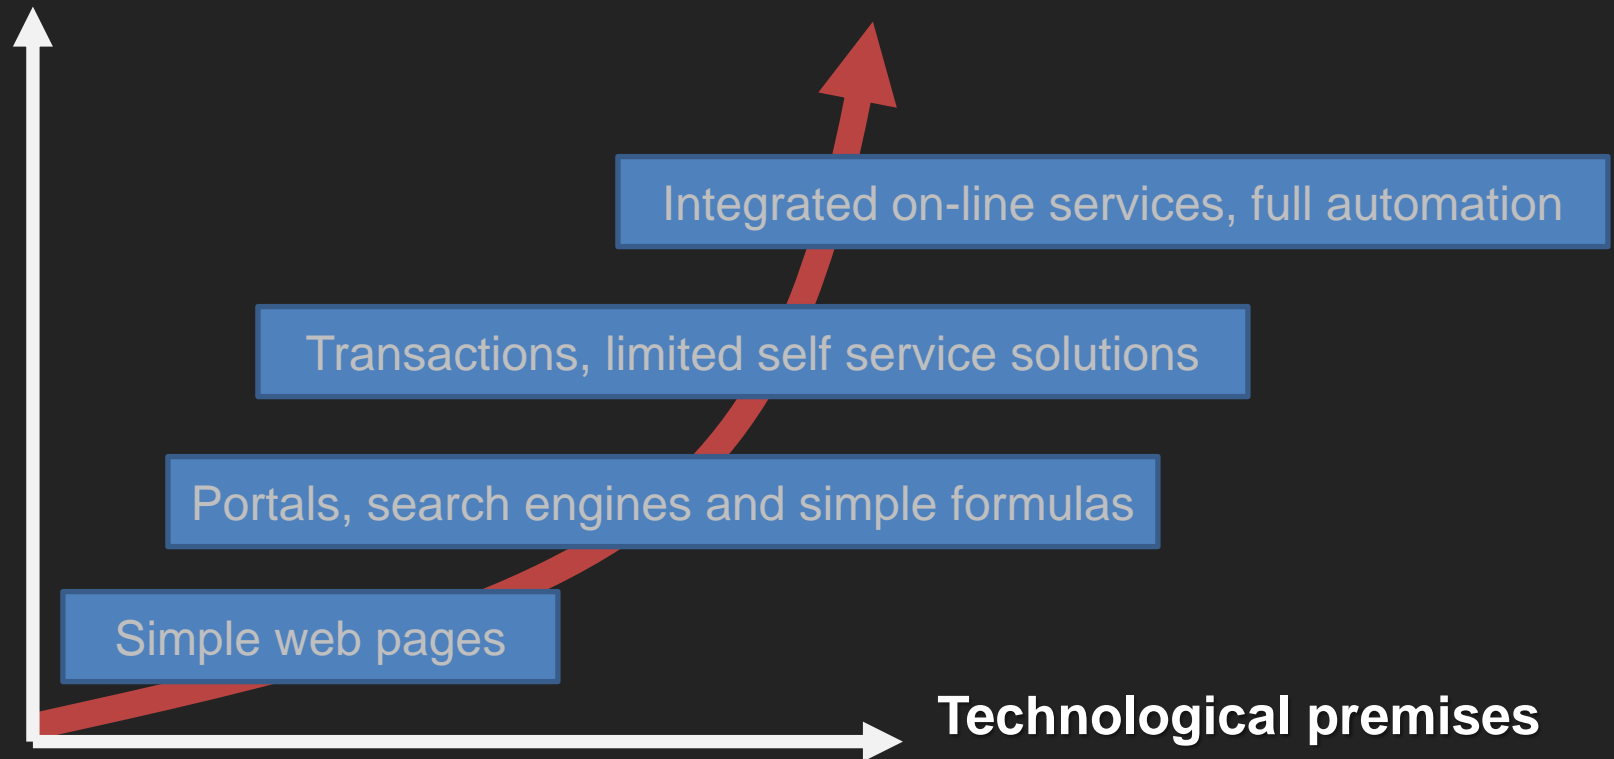 Integrated on-line services, full automation
Transactions, limited self service solutions
Portals, search engines and simple formulas
Simple web pages
Technological premises